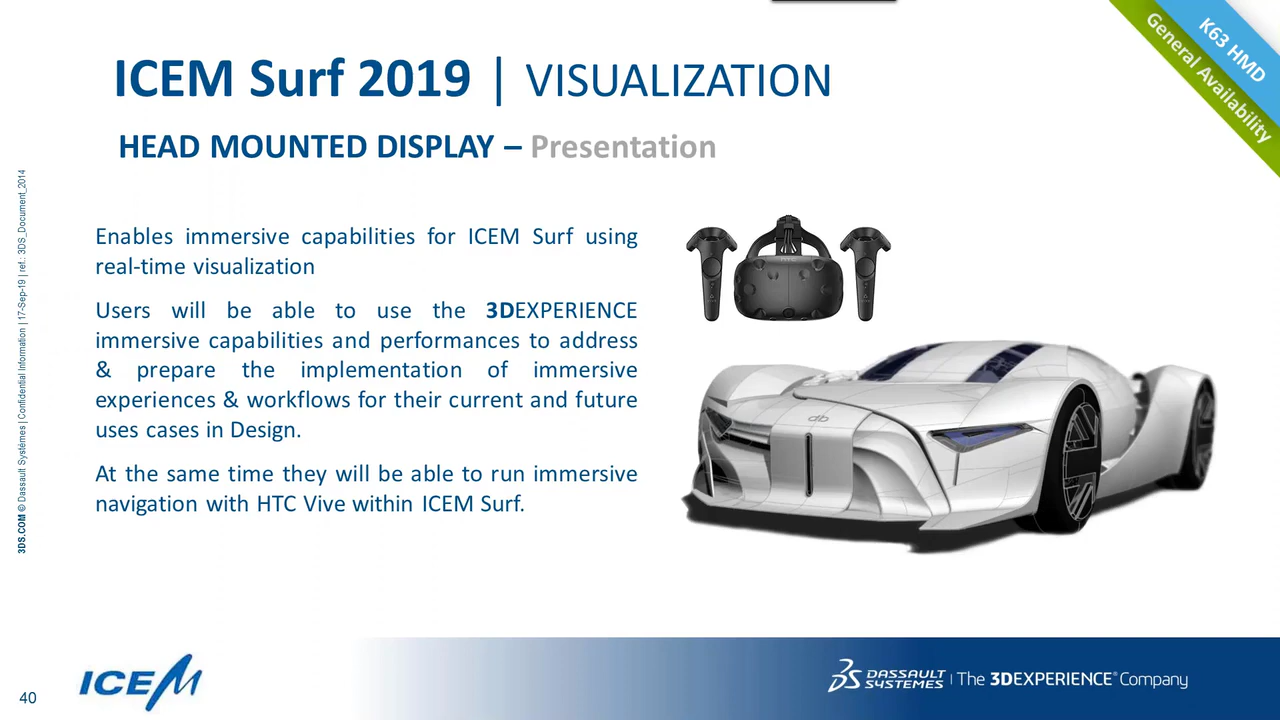 K63 HMD
General Availability
ICEM Surf 2019 | VISUALIZATION
HEAD MOUNTED DISPLAY – Presentation
Enables immersive capabilities for ICEM Surf using
real-time visualization
Users will be able to use the 3DEXPERIENCE
immersive capabilities and performances to address
& prepare the implementation of immersive
experiences & workflows for their current and future
uses cases in Design.
At the same time they will be able to run immersive
navigation with HTC Vive within ICEM Surf.
3DS.COM © Dassault Systèmes | Confidential Information | 17-Sep-19 | ref.: 3DS_Document_2014
hTC
db
40
ICEM
DASSAULT
SYSTEMES | The 3DEXPERIENCE® Company